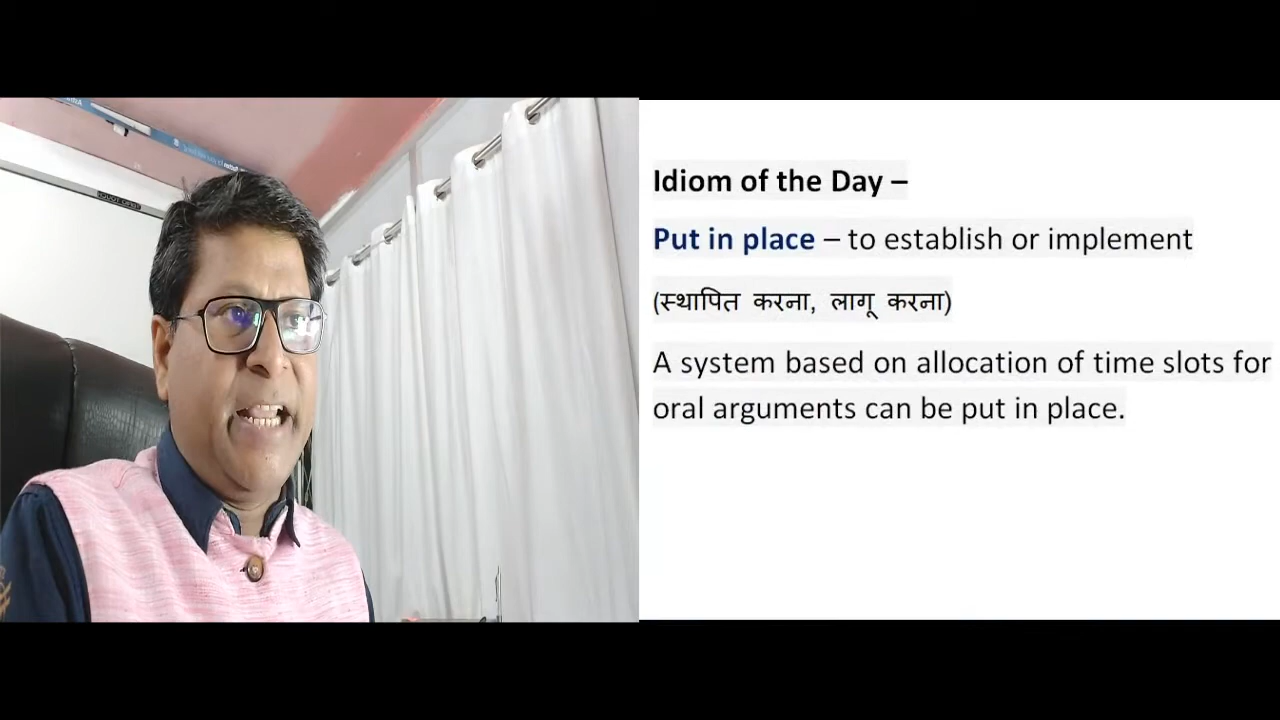 Idiom of the Day –
Put in place – to establish or implement
(स्थापित करना, लागू करना)
A system based on allocation of time slots for
oral arguments can be put in place.